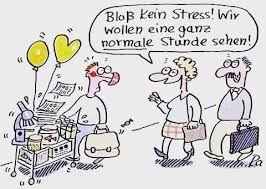 Bloß kein Stress! Wir
wollen eine ganz
normale Stunde sehen!